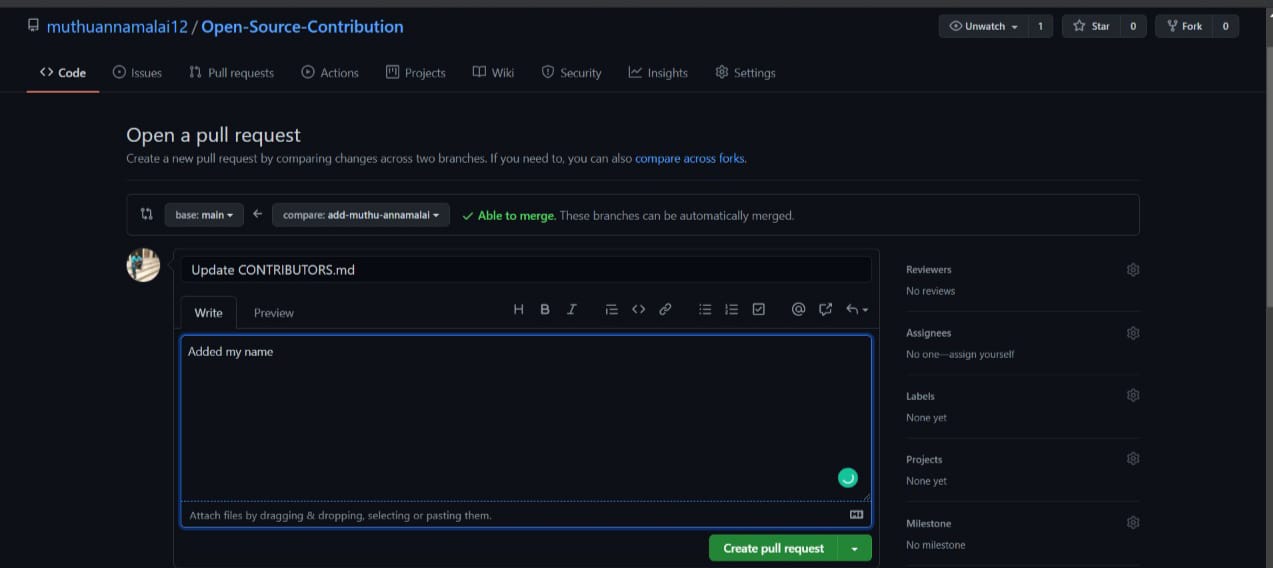 muthuannamalai12 / Open-Source-Contribution
Unwatch 1 Star 0 Fork 0
Code Issues Pull requests Actions Projects Wiki Security Insights Settings
Open a pull request
Create a new pull request by comparing changes across two branches. If you need to, you can also compare across forks.
base: main compare: add-muthu-annamalai Able to merge. These branches can be automatically merged.
Update CONTRIBUTORS.md
Write Preview
Added my name
Attach files by dragging & dropping, selecting or pasting them.
Create pull request
Reviewers
No reviews
Assignees
No one—assign yourself
Labels
None yet
Projects
None yet
Milestone
No milestone